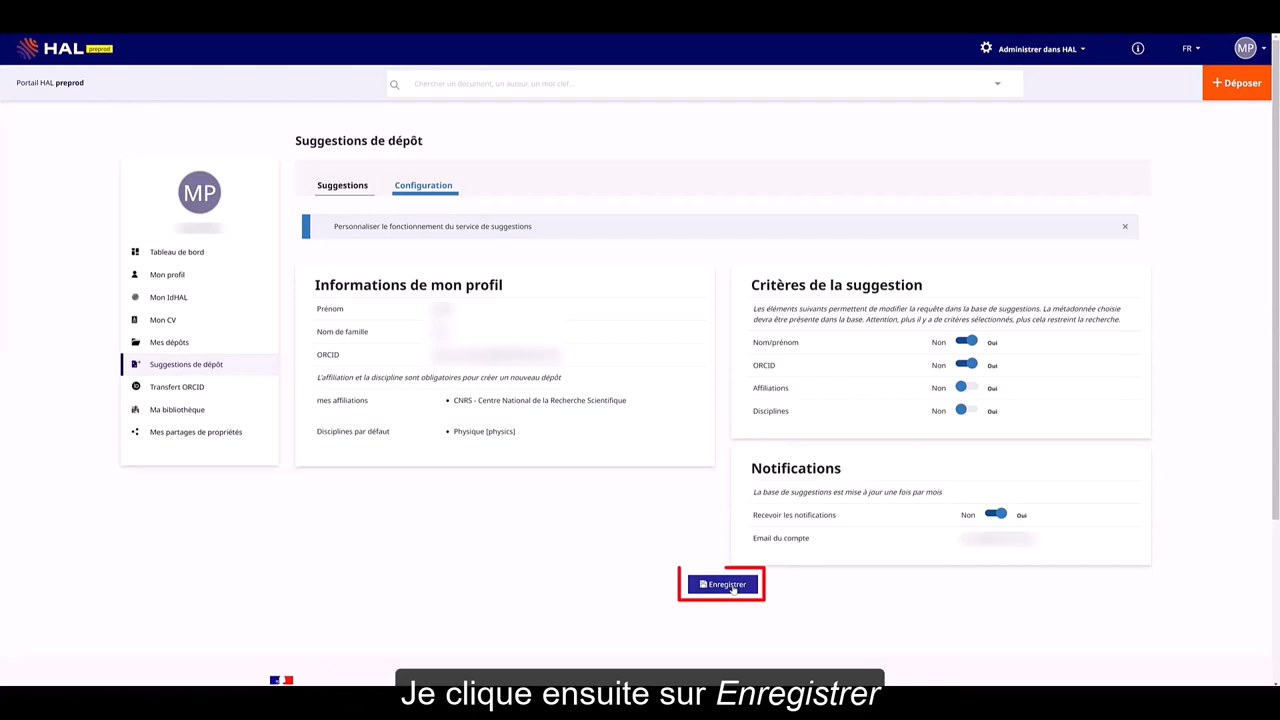 HAL preprod
Administrer dans HAL
FR
MP
Portail HAL preprod
Chercher un document, un auteur, un mot clef...
+ Déposer
Suggestions de dépôt
MP
Tableau de bord
Mon profil
Mon IdHAL
Mon CV
Mes dépôts
Suggestions de dépôt
Transfert ORCID
Ma bibliothèque
Mes partages de propriétés
Suggestions
Configuration
Personnaliser le fonctionnement du service de suggestions
×
Informations de mon profil
Prénom
Nom de famille
ORCID
L'affiliation et la discipline sont obligatoires pour créer un nouveau dépôt
mes affiliations
• CNRS - Centre National de la Recherche Scientifique
Disciplines par défaut
• Physique [physics]
Critères de la suggestion
Les éléments suivants permettent de modifier la requête dans la base de suggestions. La métadonnée choisie
devra être présente dans la base. Attention, plus il y a de critères sélectionnés, plus cela restreint la recherche.
Nom/prénom Non Oui
ORCID Non Oui
Affiliations Non Oui
Disciplines Non Oui
Notifications
La base de suggestions est mise à jour une fois par mois
Recevoir les notifications Non Oui
Email du compte
Enregistrer
Je clique ensuite sur Enregistrer